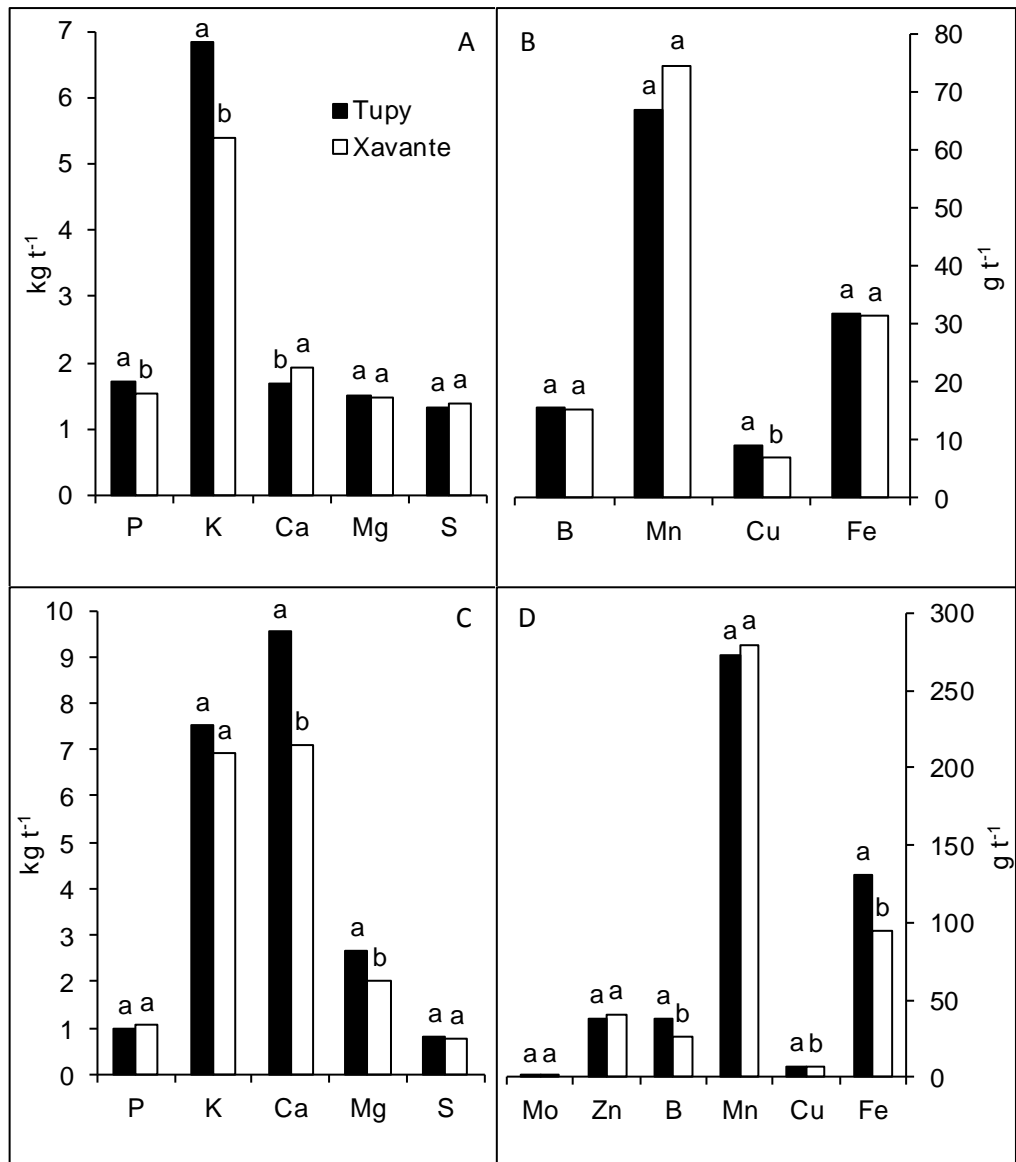 A
7
6
5
4
3
2
1
0
kg t-1
Tupy
Xavante
a b
a b
b a
a a
a a
P K Ca Mg S
B
80
70
60
50
40
30
20
10
0
g t-1
a a
a a
a b
a a
B Mn Cu Fe
C
10
9
8
7
6
5
4
3
2
1
0
kg t-1
a a
a a
a b
a b
a a
P K Ca Mg S
D
300
250
200
150
100
50
0
g t-1
a a
a a
a b
a a
a b
a b
Mo Zn B Mn Cu Fe